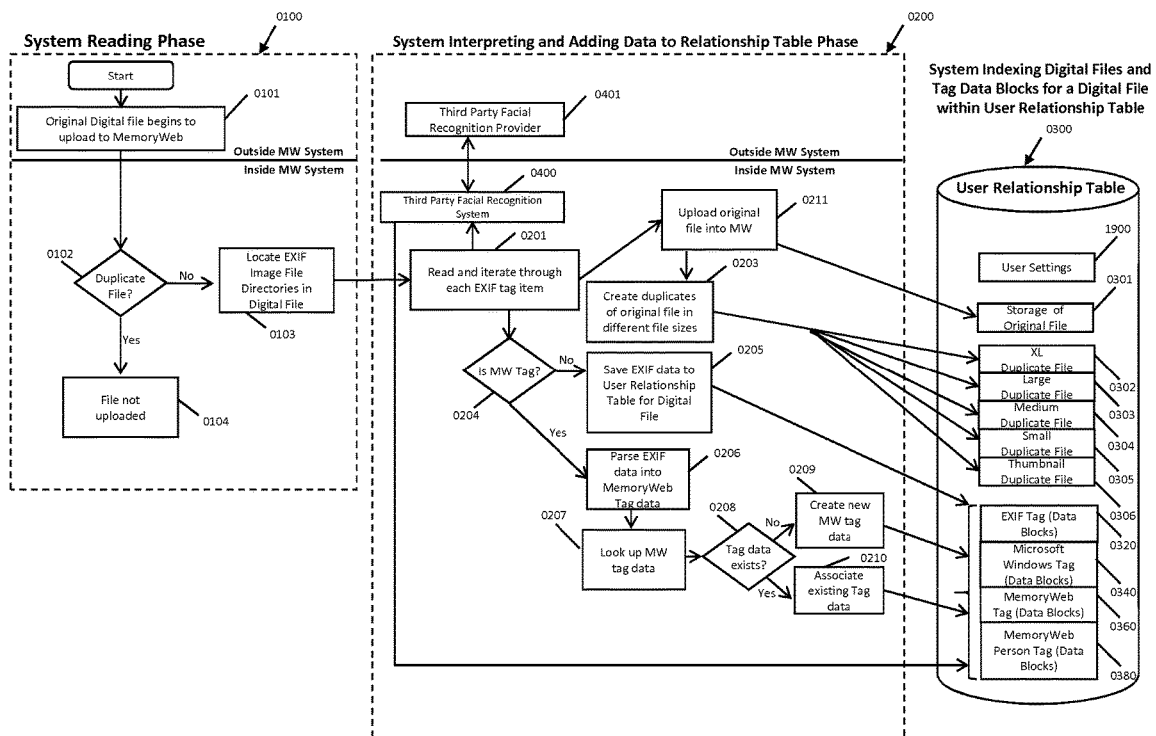 0100
System Reading Phase
Start
0101
Original Digital file begins to
upload to MemoryWeb
Outside MW System
Inside MW System
0102
Duplicate
File?
No
Locate EXIF
Image File
Directories in
Digital File
0103
Yes
File not
uploaded
0104
0200
System Interpreting and Adding Data to Relationship Table Phase
0401
Third Party Facial
Recognition Provider
Outside MW System
Inside MW System
0400
Third Party Facial Recognition
System
0201
Read and iterate through
each EXIF tag item
Upload original
file into MW
0211
0203
Create duplicates
of original file in
different file sizes
Is MW Tag?
No
0204
0205
Save EXIF data to
User Relationship
Table for Digital
File
Yes
Parse EXIF
data into
MemoryWeb
Tag data
0206
0207
Look up MW
tag data
0208
Tag data
exists?
No
0209
Create new
MW tag
data
Yes
0210
Associate
existing Tag
data
System Indexing Digital Files and
Tag Data Blocks for a Digital File
within User Relationship Table
0300
User Relationship Table
1900
User Settings
0301
Storage of
Original File
XL
Duplicate File
0302
Large
Duplicate File
0303
Medium
Duplicate File
0304
Small
Duplicate File
0305
Thumbnail
Duplicate File
0306
EXIF Tag (Data
Blocks)
0320
Microsoft
Windows Tag
(Data Blocks)
0340
MemoryWeb
Tag (Data Blocks)
0360
MemoryWeb
Person Tag (Data
Blocks)
0380